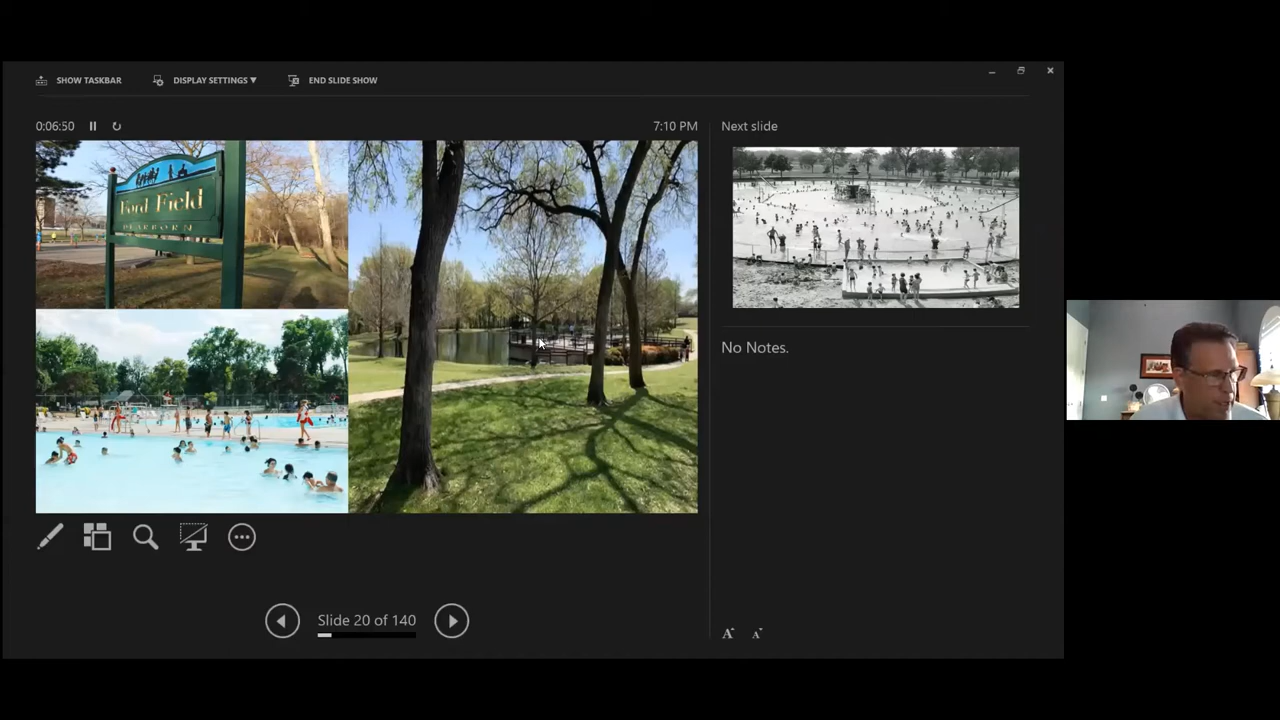 SHOW TASKBAR
DISPLAY SETTINGS ▼
END SLIDE SHOW
0:06:50
7:10 PM
Next slide
Ford Field
DEARBORN
No Notes.
Slide 20 of 140
A A